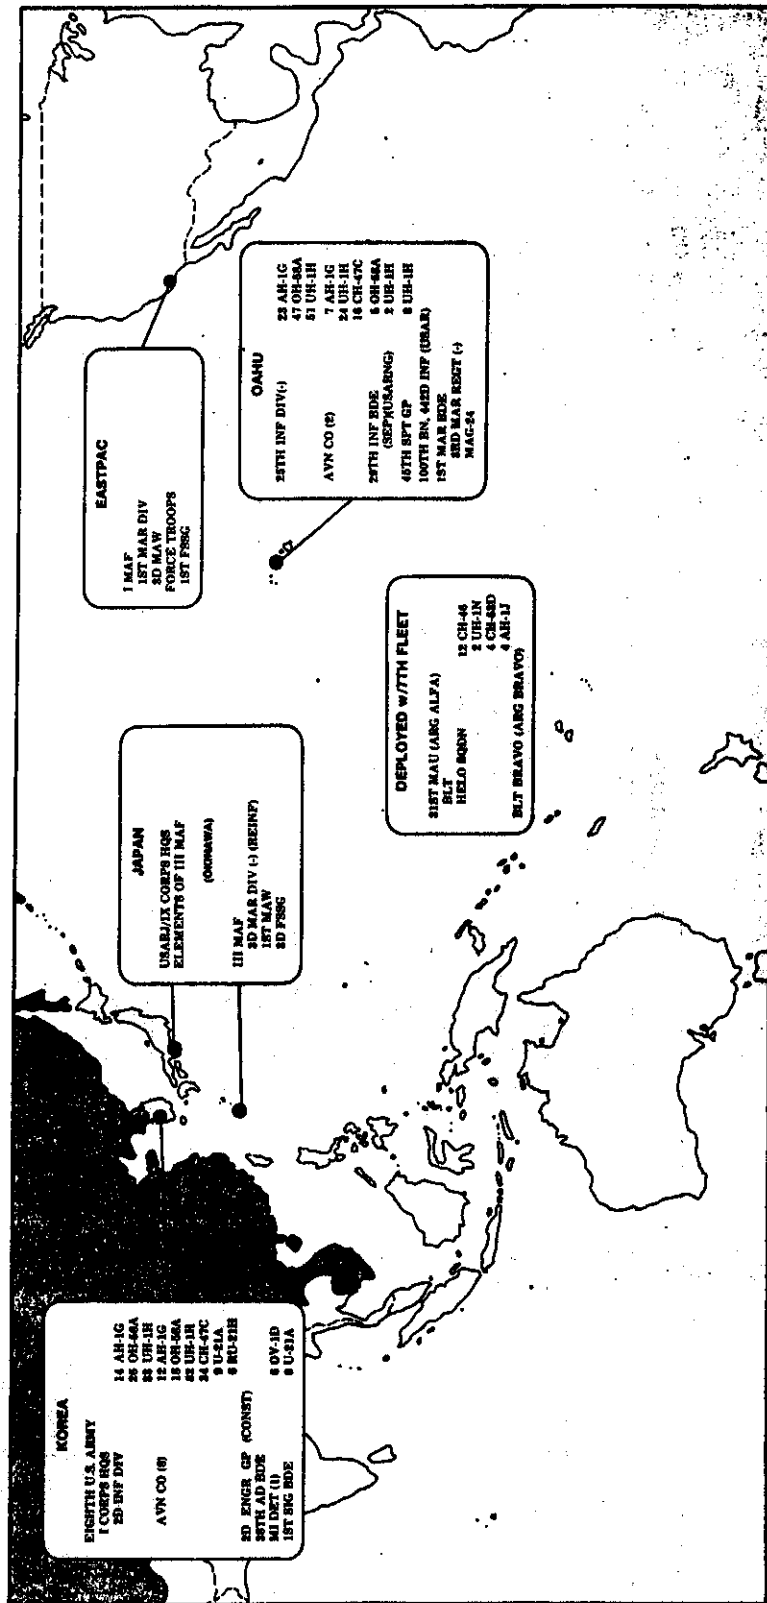 KOREA
EIGHTH U.S. ARMY
I CORPS HQS
2D INF DIV 14 AH-1G
25 OH-58A
33 UH-1H
AVN CO (6) 12 AH-1G
15 OH-58A
82 UH-1H
24 CH-47C
9 U-21A
6 RU-21H
2D ENGR GP (CONST)
38TH AD BDE
MI DET (1) 6 OV-1D
1ST SIG BDE 8 U-21A
JAPAN
USARJ/IX CORPS HQS
ELEMENTS OF III MAF
(OKINAWA)
III MAF
3D MAR DIV (-) (REINF)
1ST MAW
3D FSSG
EASTPAC
I MAF
1ST MAR DIV
3D MAW
FORCE TROOPS
1ST FSSG
OAHU
25TH INF DIV(-) 23 AH-1G
47 OH-58A
51 UH-1H
AVN CO (2) 7 AH-1G
24 UH-1H
16 CH-47C
29TH INF BDE 5 OH-58A
(SEP)(USARNG) 2 UH-1H
45TH SPT GP 8 UH-1H
100TH BN, 442D INF (USAR)
1ST MAR BDE
3RD MAR REGT (-)
MAG-24
DEPLOYED w/7TH FLEET
31ST MAU (ARG ALFA)
BLT
HELO SQDN 12 CH-46
2 UH-1N
4 CH-53D
4 AH-1J
BLT BRAVO (ARG BRAVO)